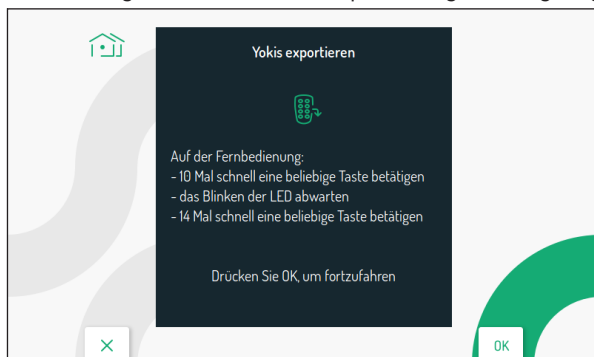 Yokis exportieren
Auf der Fernbedienung:
- 10 Mal schnell eine beliebige Taste betätigen
- das Blinken der LED abwarten
- 14 Mal schnell eine beliebige Taste betätigen
Drücken Sie OK, um fortzufahren
OK